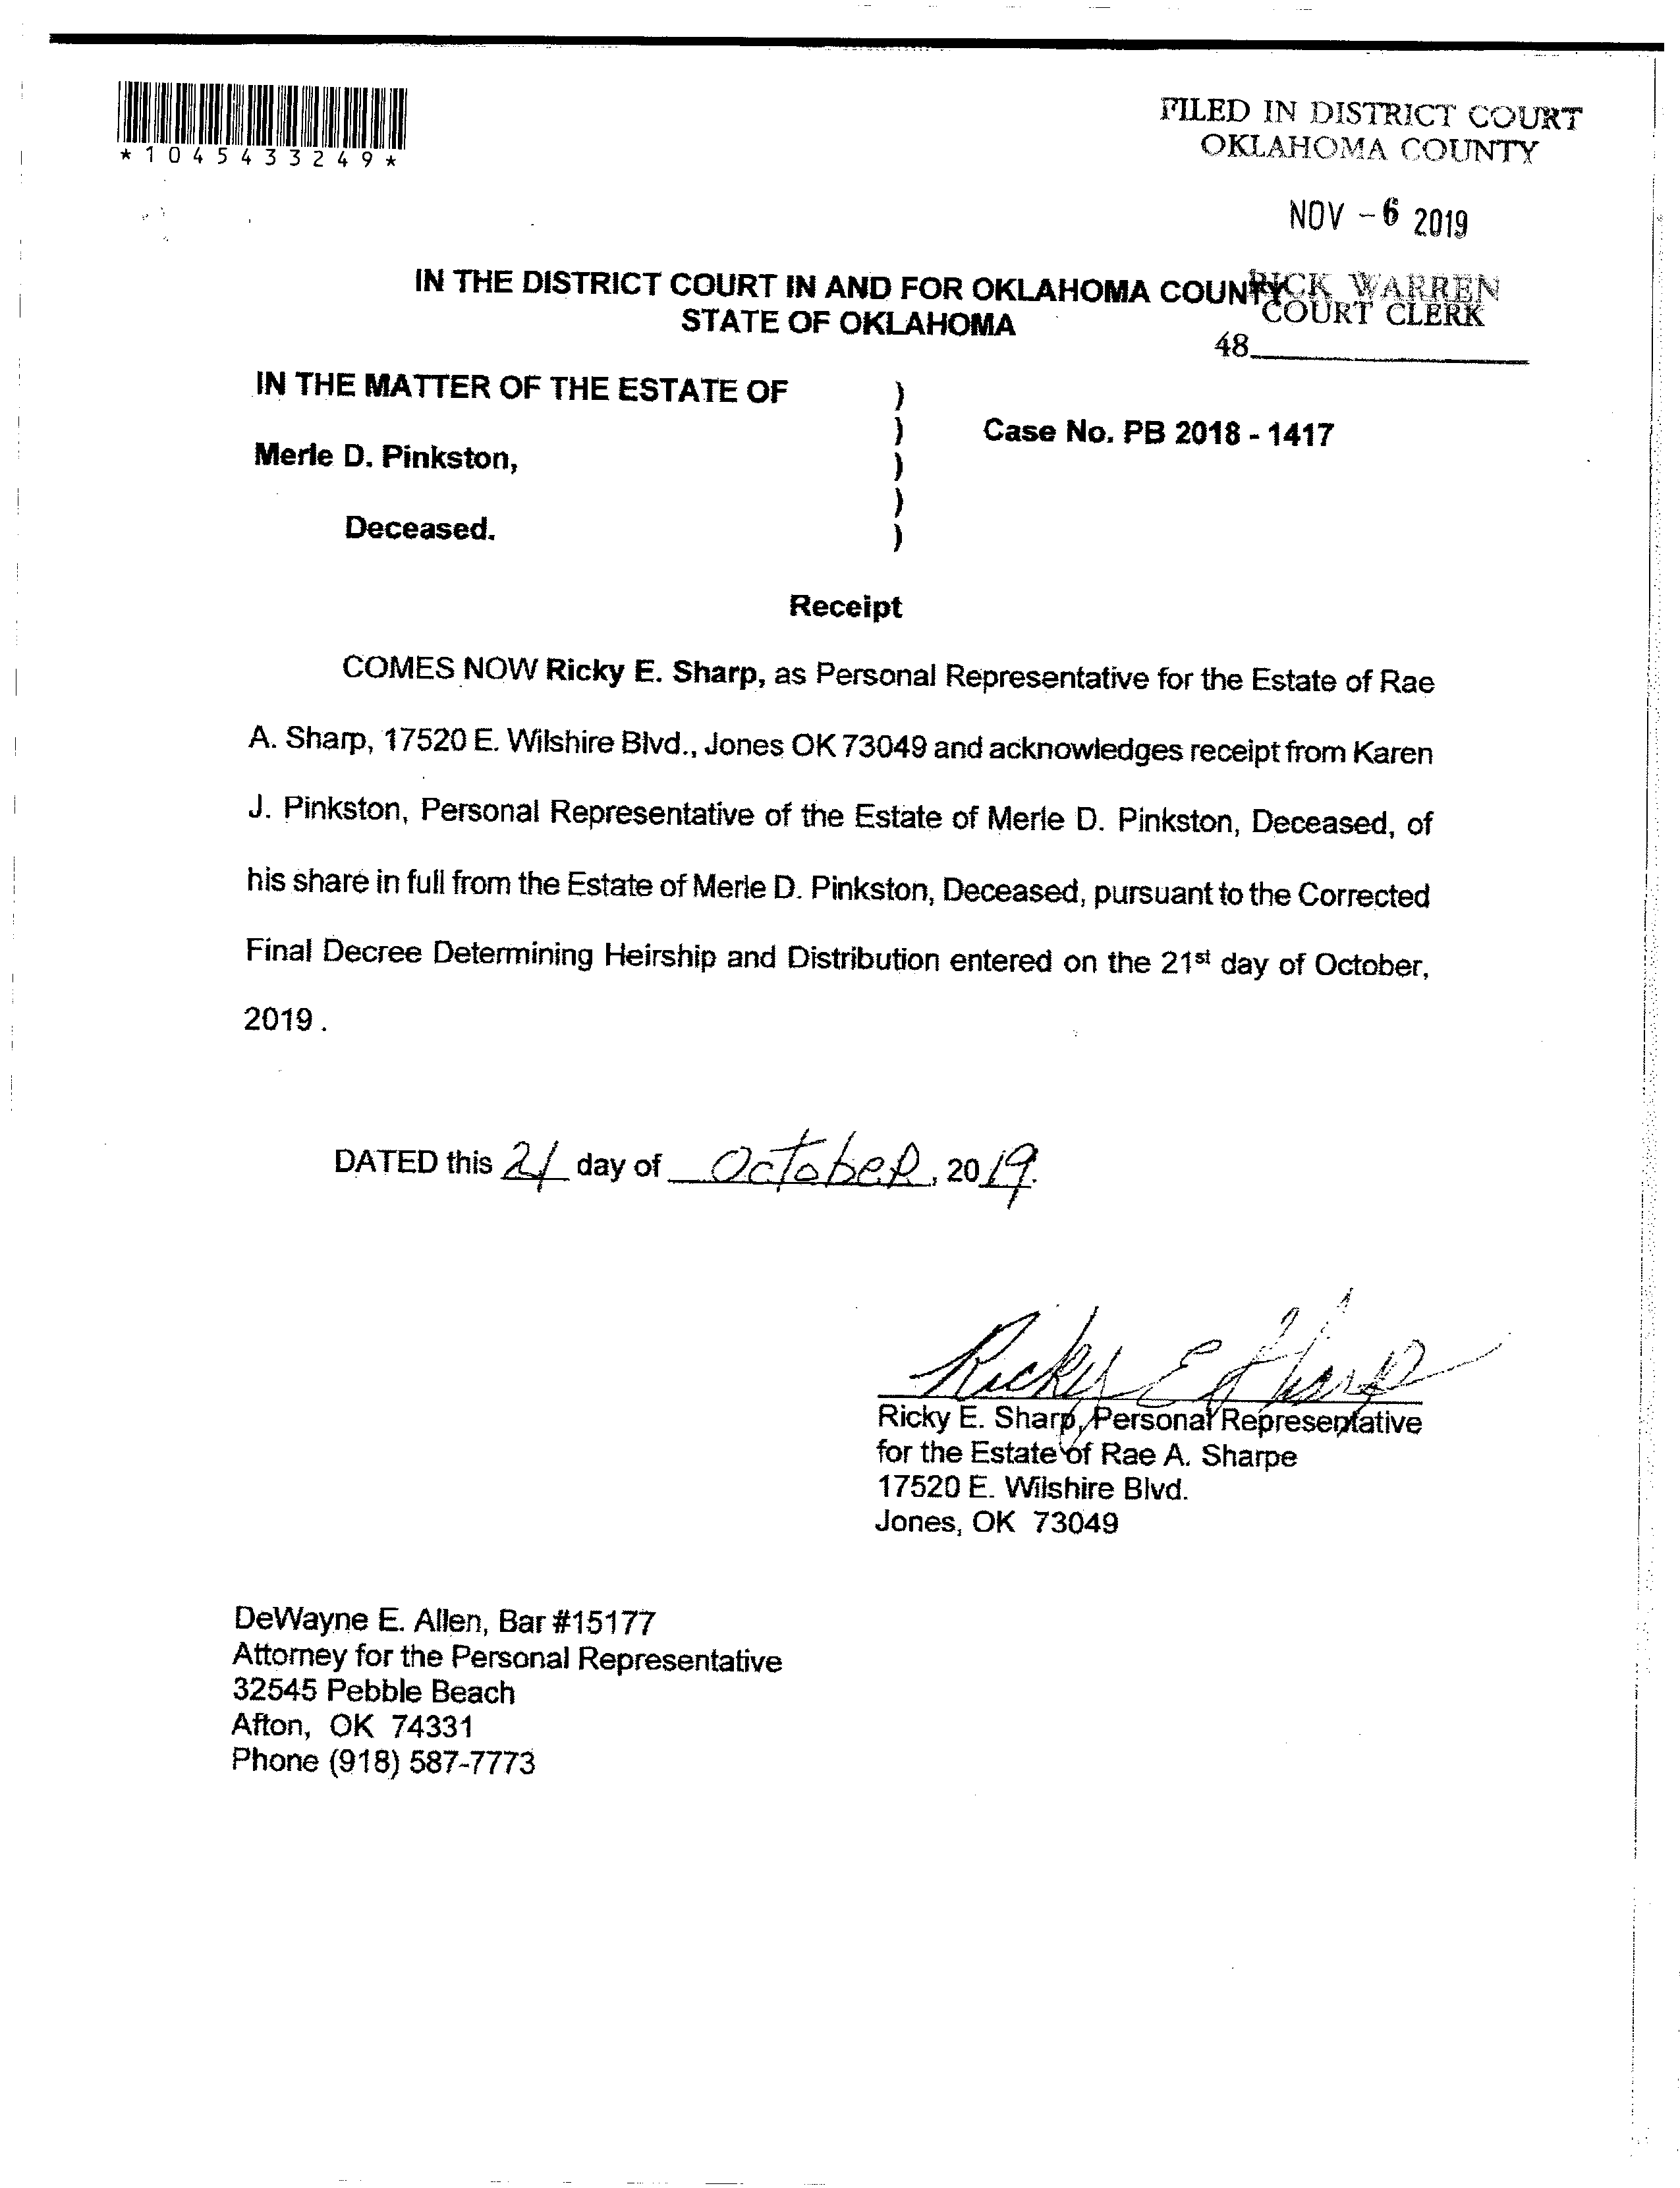 *1045433249*
FILED IN DISTRICT COURT
OKLAHOMA COUNTY
NOV -6 2019
RICK WARREN
COURT CLERK
48
IN THE DISTRICT COURT IN AND FOR OKLAHOMA COUNTY
STATE OF OKLAHOMA
IN THE MATTER OF THE ESTATE OF )
) Case No. PB 2018 - 1417
Merle D. Pinkston, )
)
Deceased. )
Receipt
COMES NOW Ricky E. Sharp, as Personal Representative for the Estate of Rae
A. Sharp, 17520 E. Wilshire Blvd., Jones OK 73049 and acknowledges receipt from Karen
J. Pinkston, Personal Representative of the Estate of Merle D. Pinkston, Deceased, of
his share in full from the Estate of Merle D. Pinkston, Deceased, pursuant to the Corrected
Final Decree Determining Heirship and Distribution entered on the 21st day of October,
2019 .
DATED this 21 day of October, 2019.
Ricky E Sharp
Ricky E. Sharp, Personal Representative
for the Estate of Rae A. Sharpe
17520 E. Wilshire Blvd.
Jones, OK 73049
DeWayne E. Allen, Bar #15177
Attorney for the Personal Representative
32545 Pebble Beach
Afton, OK 74331
Phone (918) 587-7773